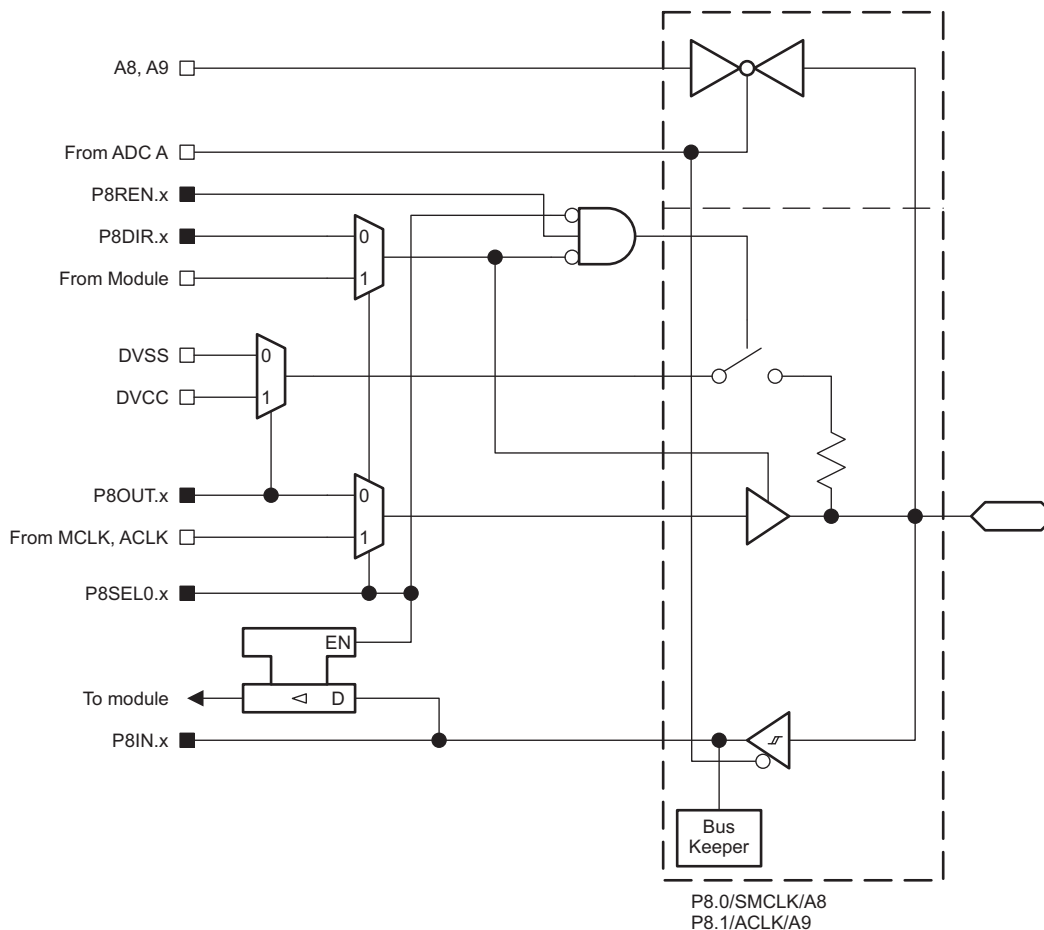 A8, A9
From ADC A
P8REN.x
P8DIR.x
0
From Module
1
DVSS
0
DVCC
1
P8OUT.x
0
From MCLK, ACLK
1
P8SEL0.x
EN
To module
D
P8IN.x
Bus
Keeper
P8.0/SMCLK/A8
P8.1/ACLK/A9